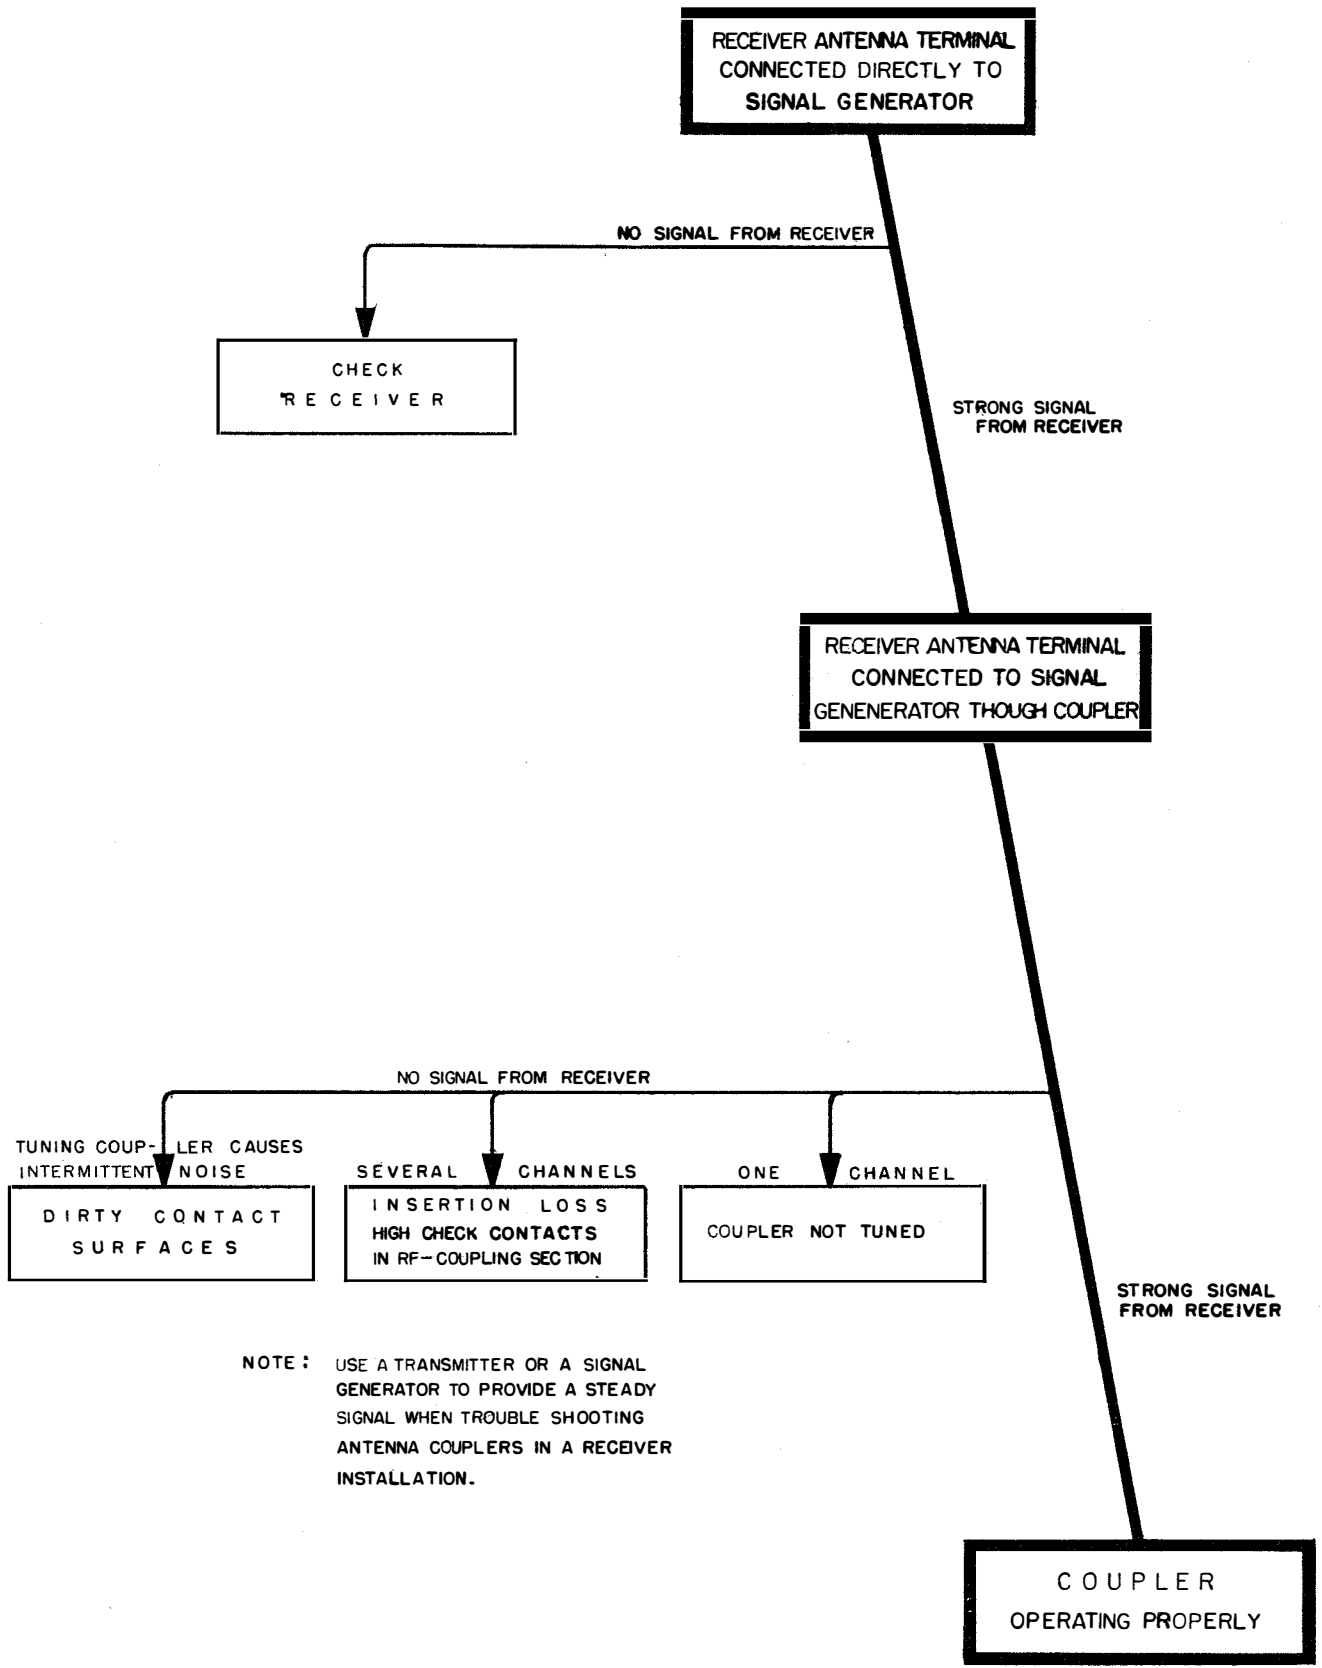 RECEIVER ANTENNA TERMINAL
CONNECTED DIRECTLY TO
SIGNAL GENERATOR
NO SIGNAL FROM RECEIVER
CHECK
RECEIVER
STRONG SIGNAL
FROM RECEIVER
RECEIVER ANTENNA TERMINAL
CONNECTED TO SIGNAL
GENENERATOR THOUGH COUPLER
NO SIGNAL FROM RECEIVER
TUNING COUP-LER CAUSES
INTERMITTENT NOISE
DIRTY CONTACT
SURFACES
SEVERAL CHANNELS
INSERTION LOSS
HIGH CHECK CONTACTS
IN RF-COUPLING SECTION
ONE CHANNEL
COUPLER NOT TUNED
STRONG SIGNAL
FROM RECEIVER
NOTE: USE A TRANSMITTER OR A SIGNAL
GENERATOR TO PROVIDE A STEADY
SIGNAL WHEN TROUBLE SHOOTING
ANTENNA COUPLERS IN A RECEIVER
INSTALLATION.
COUPLER
OPERATING PROPERLY